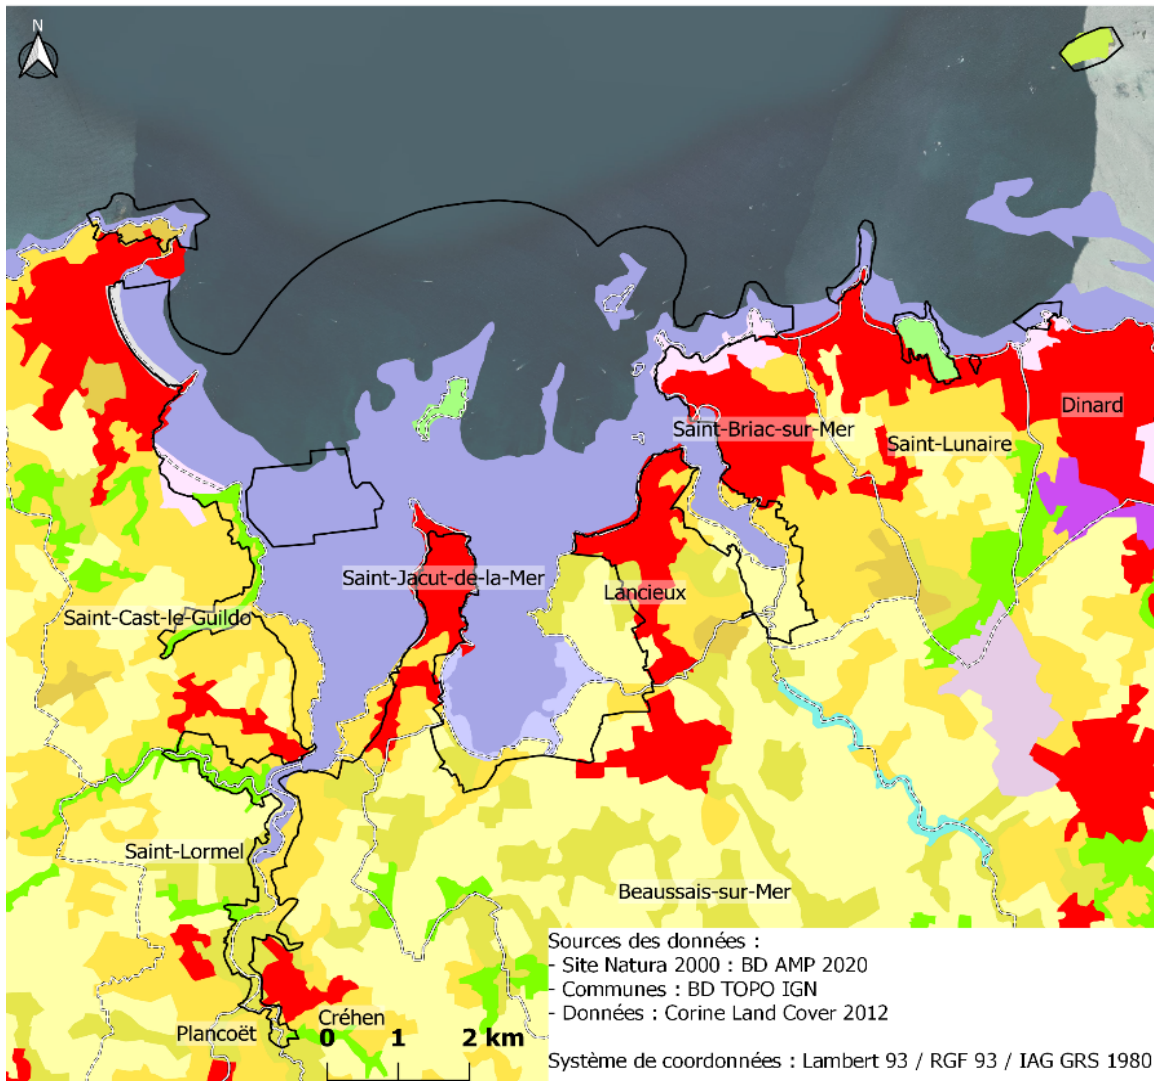 N
Dinard
Saint-Briac-sur-Mer
Saint-Lunaire
Saint-Jacut-de-la-Mer
Lancieux
Saint-Cast-le-Guildo
Saint-Lormel
Beaussais-sur-Mer
Sources des données :
- Site Natura 2000 : BD AMP 2020
- Communes : BD TOPO IGN
- Données : Corine Land Cover 2012
Créhen
Plancoët
0 1 2 km
Système de coordonnées : Lambert 93 / RGF 93 / IAG GRS 1980